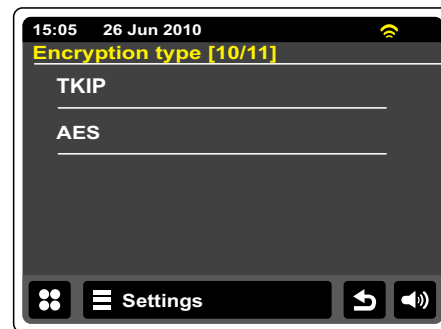 15:05 26 Jun 2010
Encryption type [10/11]
TKIP
AES
Settings